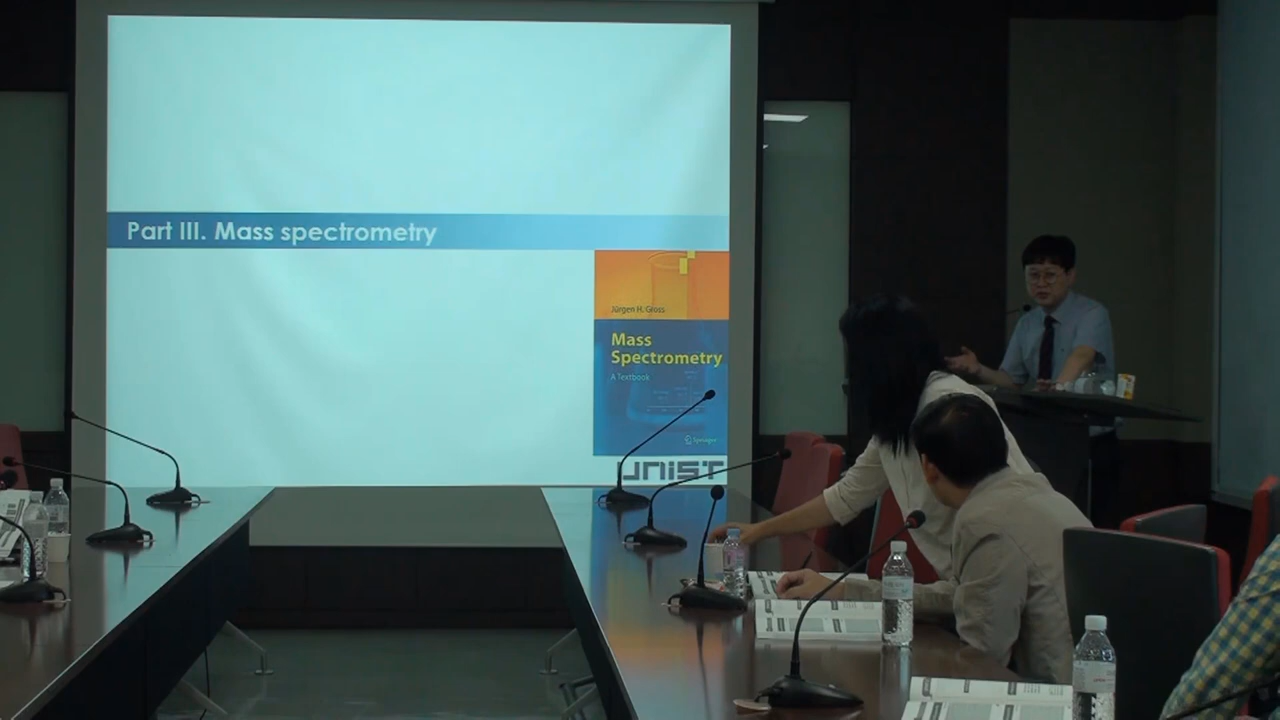 Part III. Mass spectrometry
Jürgen H. Gross
Mass
Spectrometry
A Textbook
Springer
UNIST